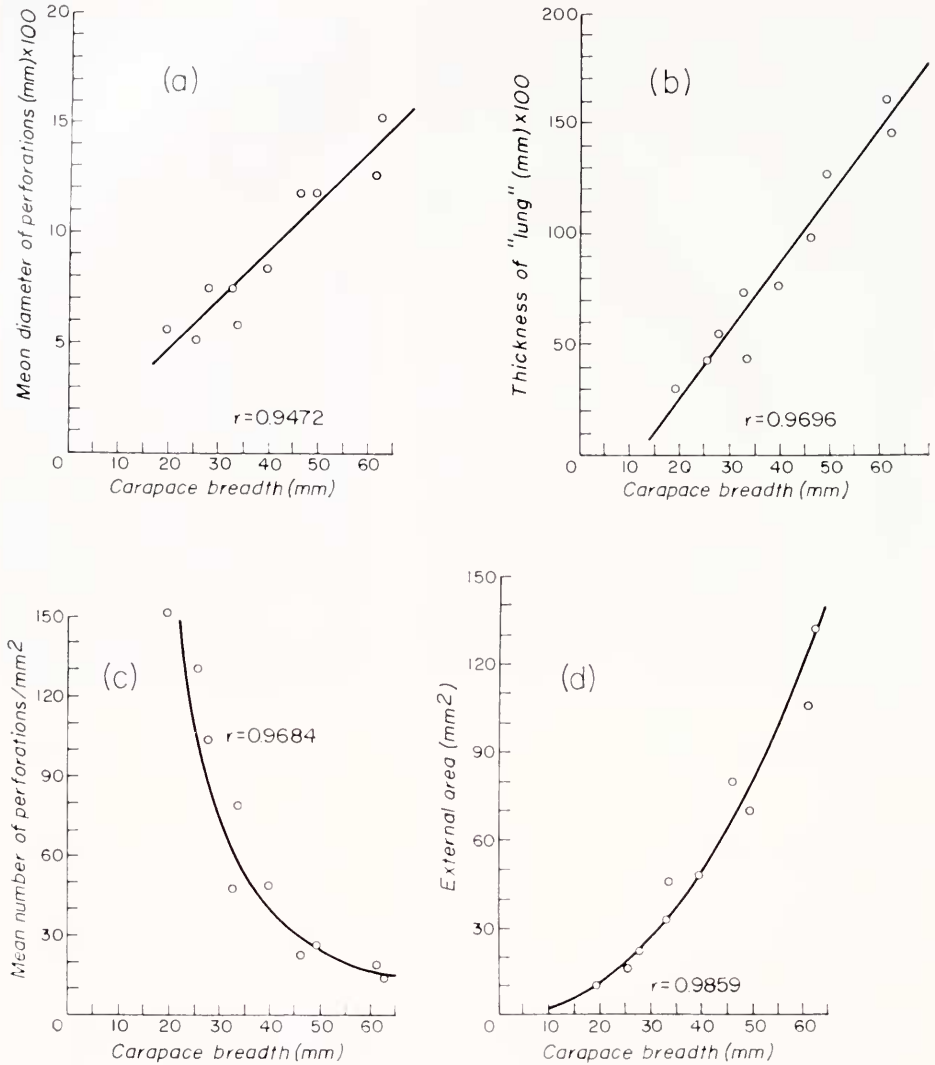 20
15
10
5
0
Mean diameter of perforations (mm)×100
(a)
r=0.9472
10 20 30 40 50 60
Carapace breadth (mm)
200
150
100
50
0
Thickness of "lung" (mm)×100
(b)
r=0.9696
10 20 30 40 50 60
Carapace breadth (mm)
150
120
90
60
30
0
Mean number of perforations/mm2
(c)
r=0.9684
10 20 30 40 50 60
Carapace breadth (mm)
150
120
90
60
30
0
External area (mm2)
(d)
r=0.9859
10 20 30 40 50 60
Carapace breadth (mm)